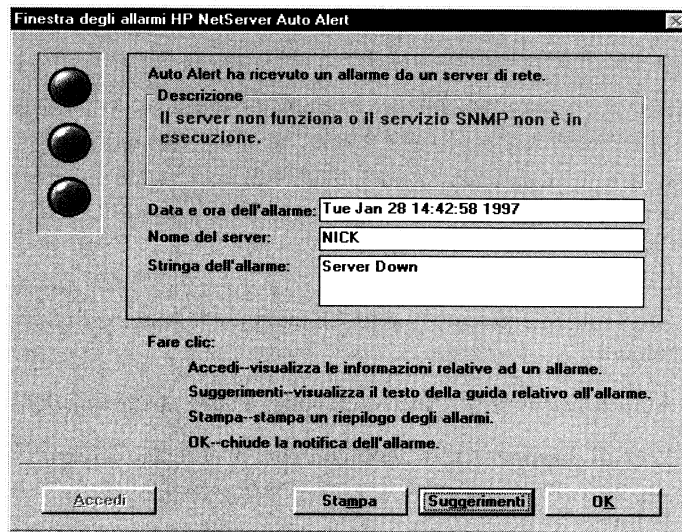 Finestra degli allarmi HP NetServer Auto Alert
Auto Alert ha ricevuto un allarme da un server di rete.
Descrizione
Il server non funziona o il servizio SNMP non è in
esecuzione.
Data e ora dell'allarme: Tue Jan 28 14:42:58 1997
Nome del server: NICK
Stringa dell'allarme: Server Down
Fare clic:
Accedi--visualizza le informazioni relative ad un allarme.
Suggerimenti--visualizza il testo della guida relativo all'allarme.
Stampa--stampa un riepilogo degli allarmi.
OK--chiude la notifica dell'allarme.
Accedi Stampa Suggerimenti OK